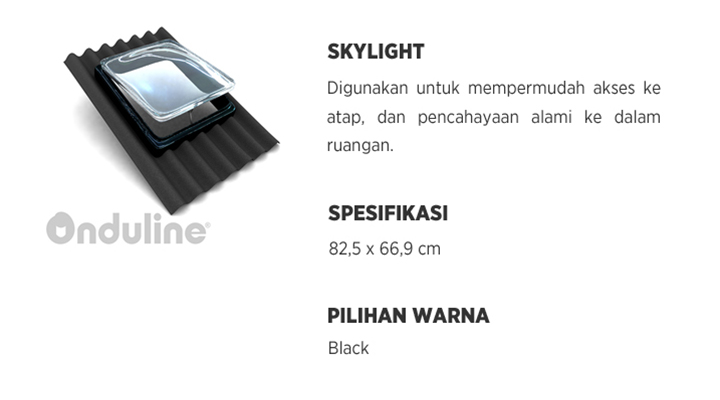 SKYLIGHT
Digunakan untuk mempermudah akses ke
atap, dan pencahayaan alami ke dalam
ruangan.
Onduline®
SPESIFIKASI
82,5 x 66,9 cm
PILIHAN WARNA
Black